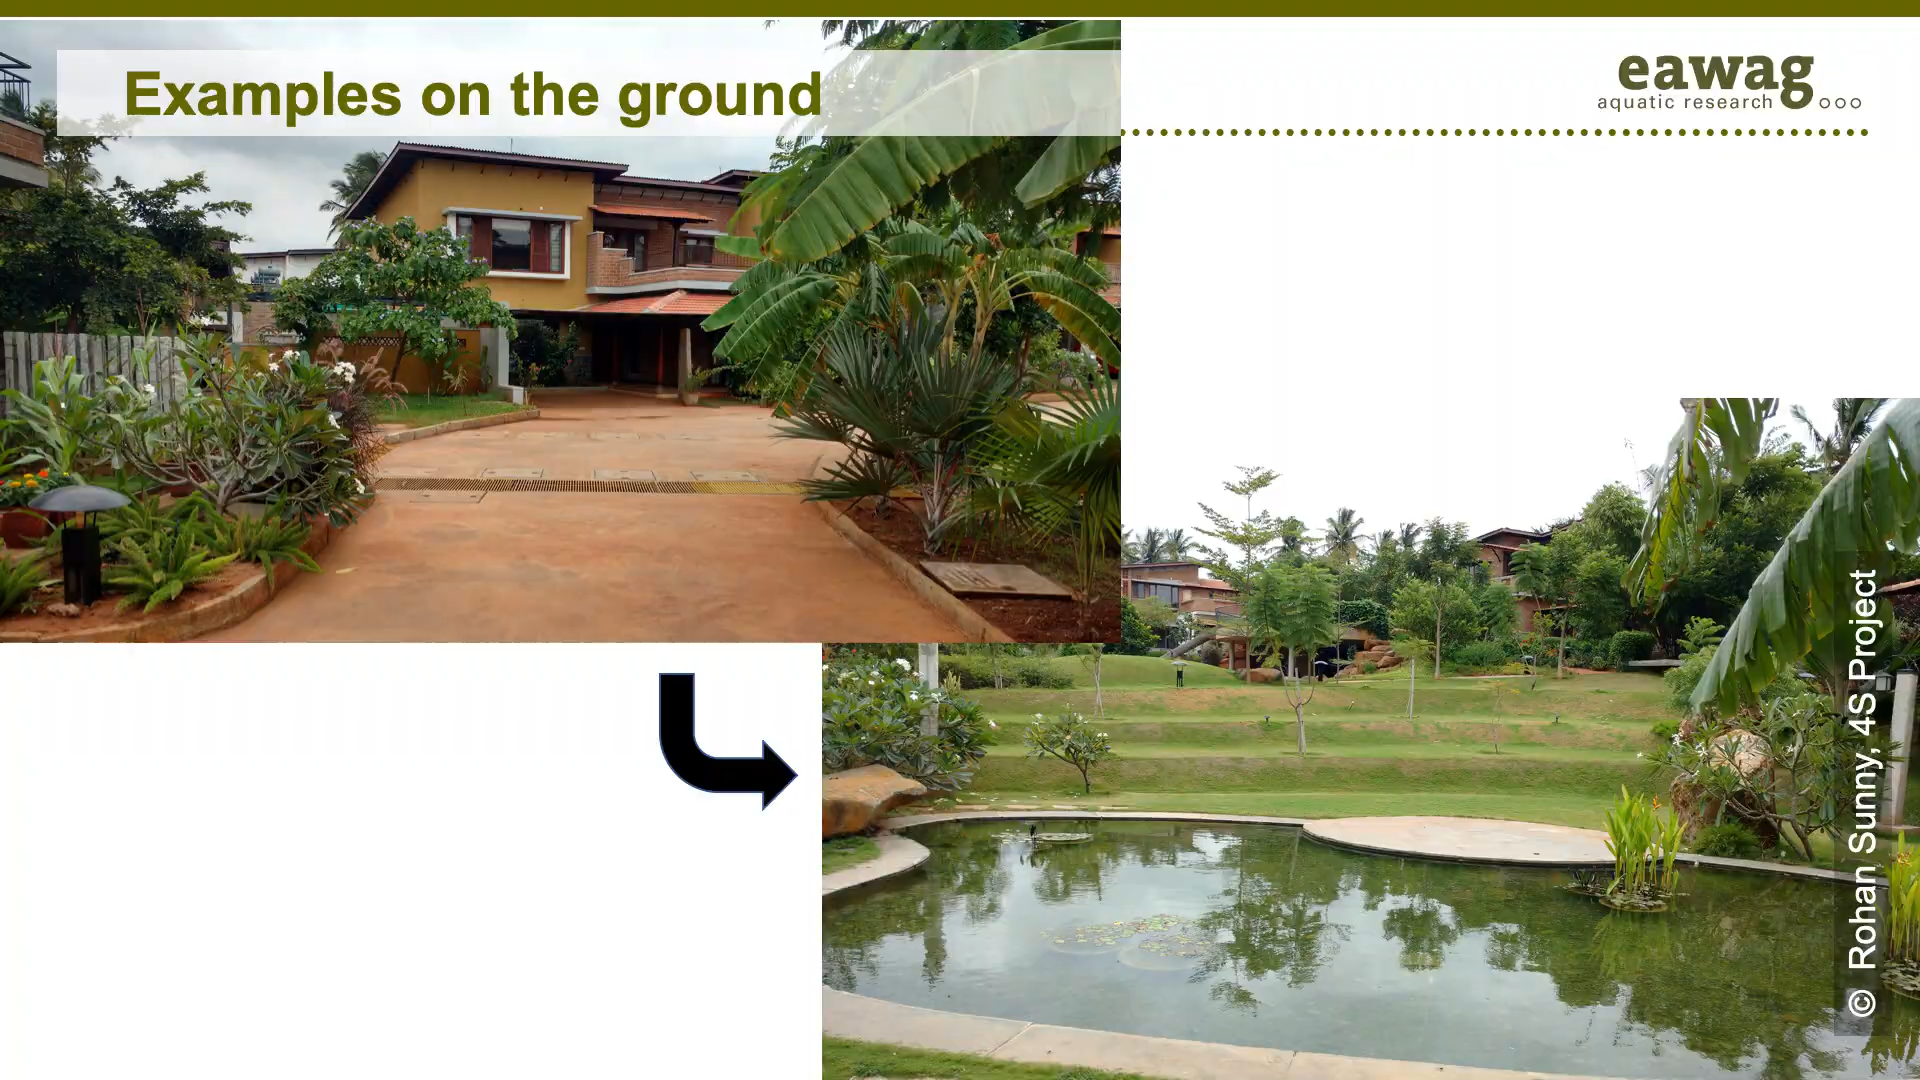 Examples on the ground
eawag
aquatic research
© Rohan Sunny, 4S Project